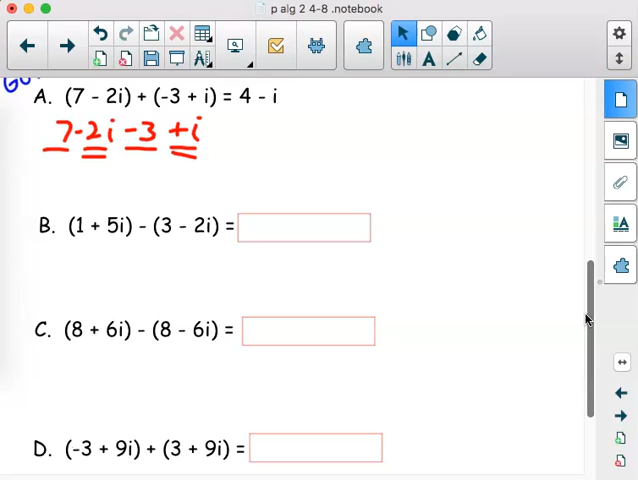 p alg 2 4-8 .notebook
A. (7 - 2i) + (-3 + i) = 4 - i
7-2i -3 +i
B. (1 + 5i) - (3 - 2i) =
C. (8 + 6i) - (8 - 6i) =
D. (-3 + 9i) + (3 + 9i) =